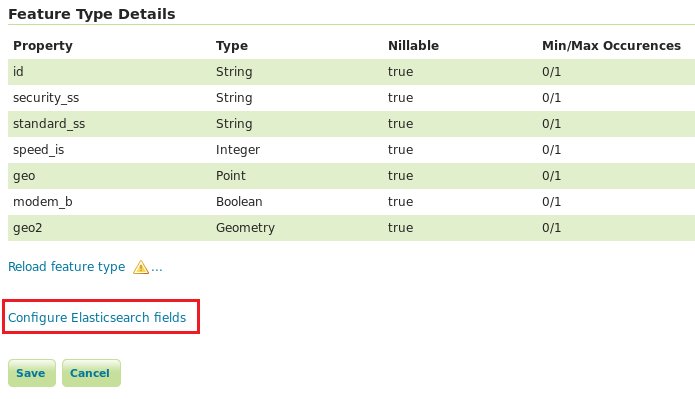 Feature Type Details
Property Type Nillable Min/Max Occurences
id String true 0/1
security_ss String true 0/1
standard_ss String true 0/1
speed_is Integer true 0/1
geo Point true 0/1
modem_b Boolean true 0/1
geo2 Geometry true 0/1
Reload feature type ...
Configure Elasticsearch fields
Save Cancel